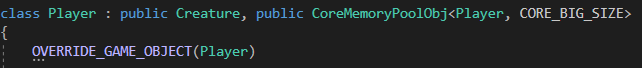 class Player : public Creature, public CoreMemoryPoolObj<Player, CORE_BIG_SIZE>
{
OVERRIDE_GAME_OBJECT(Player)